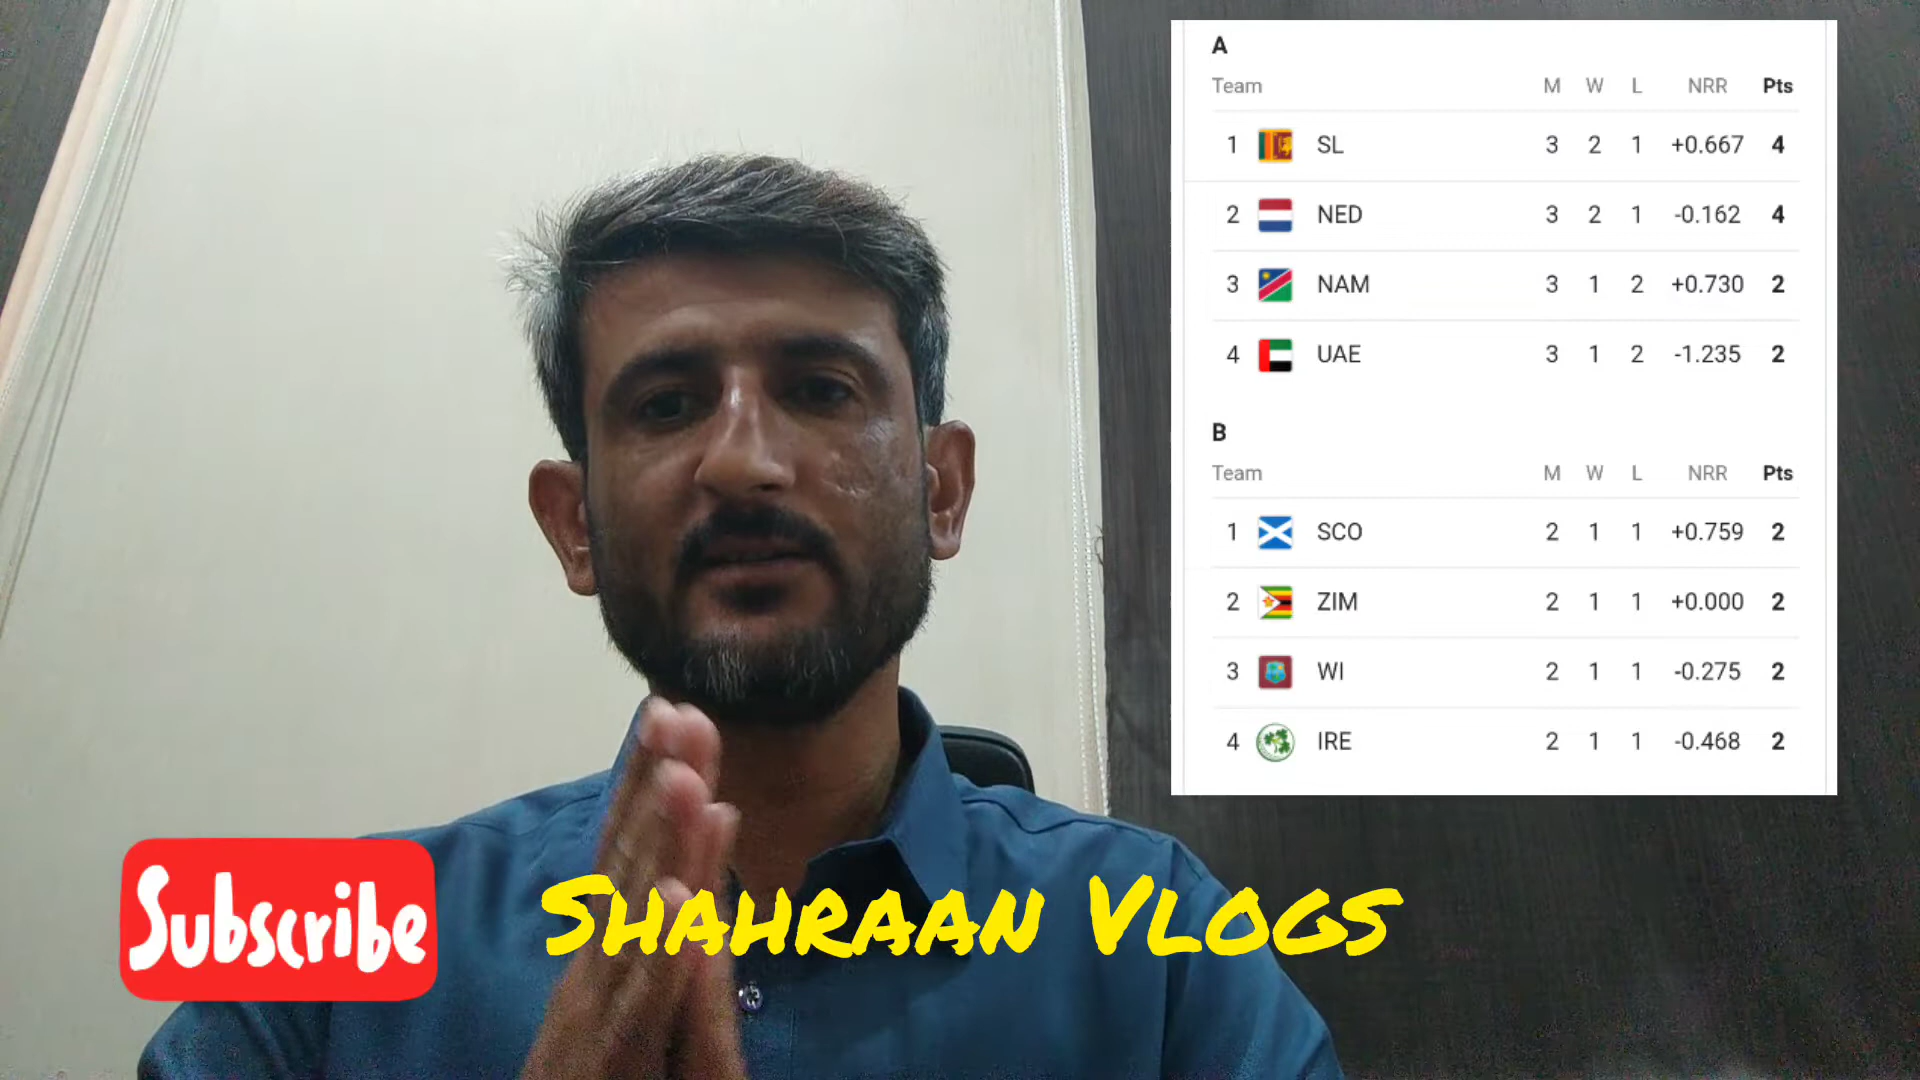 A
Team M W L NRR Pts
1 SL 3 2 1 +0.667 4
2 NED 3 2 1 -0.162 4
3 NAM 3 1 2 +0.730 2
4 UAE 3 1 2 -1.235 2
B
Team M W L NRR Pts
1 SCO 2 1 1 +0.759 2
2 ZIM 2 1 1 +0.000 2
3 WI 2 1 1 -0.275 2
4 IRE 2 1 1 -0.468 2
Subscribe
SHAHRAAN VLOGS